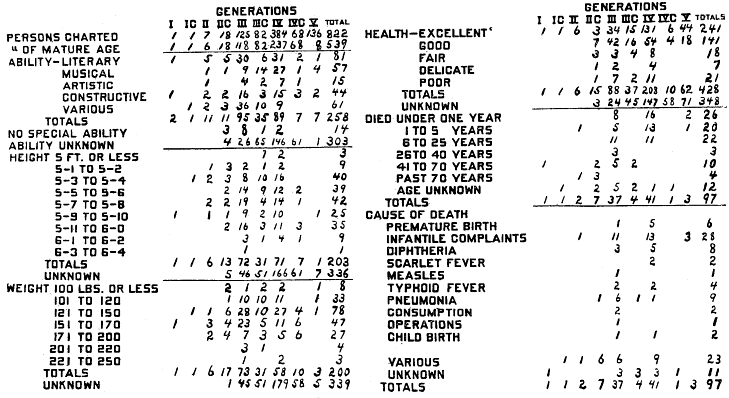 GENERATIONS
I IC II IIC III IIIC IV IVC V TOTAL
PERSONS CHARTED 1 1 7 18 125 82 384 68 136 822
" OF MATURE AGE 1 1 6 18 118 82 237 68 8 539
ABILITY-LITERARY 1 5 5 30 6 31 2 1 81
MUSICAL 1 1 9 14 27 1 4 57
ARTISTIC 1 4 2 7 1 15
CONSTRUCTIVE 1 2 2 16 3 15 3 2 44
VARIOUS 1 2 3 36 10 9 61
TOTALS 2 1 11 11 95 35 89 7 7 258
NO SPECIAL ABILITY 3 8 1 2 14
ABILITY UNKNOWN 4 26 65 146 61 1 303
HEIGHT 5 FT. OR LESS 1 2 3
5-1 TO 5-2 1 3 2 1 2 9
5-3 TO 5-4 1 2 3 8 10 16 40
5-5 TO 5-6 2 14 9 12 2 39
5-7 TO 5-8 2 2 19 4 14 1 42
5-9 TO 5-10 1 1 1 9 2 10 1 25
5-11 TO 6-0 2 16 3 11 3 35
6-1 TO 6-2 3 1 4 1 9
6-3 TO 6-4 1 1
TOTALS 1 1 6 13 72 31 71 7 1 203
UNKNOWN 5 46 51 166 61 7 336
WEIGHT 100 LBS. OR LESS 2 1 2 2 1 8
101 TO 120 1 10 10 11 1 33
121 TO 150 1 1 6 28 10 27 4 1 78
151 TO 170 1 3 4 23 5 11 6 47
171 TO 200 2 4 7 3 5 6 27
201 TO 220 3 1 4
221 TO 250 1 2 3
TOTALS 1 1 6 17 73 31 58 10 3 200
UNKNOWN 1 45 51 179 58 5 339
GENERATIONS
I IC II IIC III IIIC IV IVC V TOTAL
HEALTH-EXCELLENT 1 1 6 3 34 15 131 6 44 241
GOOD 7 42 16 54 4 18 141
FAIR 3 3 4 8 18
DELICATE 1 2 4 7
POOR 1 7 2 11 21
TOTALS 1 1 6 15 88 37 208 10 62 428
UNKNOWN 3 24 45 147 58 71 348
DIED UNDER ONE YEAR 8 16 2 26
1 TO 5 YEARS 1 5 13 1 20
6 TO 25 YEARS 11 11 22
26 TO 40 YEARS 3 3
41 TO 70 YEARS 1 2 5 2 10
PAST 70 YEARS 1 3 4
AGE UNKNOWN 1 1 2 5 2 1 1 12
TOTALS 1 1 2 7 37 4 41 1 3 97
CAUSE OF DEATH
PREMATURE BIRTH 1 5 6
INFANTILE COMPLAINTS 1 11 13 3 28
DIPHTHERIA 3 5 8
SCARLET FEVER 2 2
MEASLES 1 1
TYPHOID FEVER 2 2 4
PNEUMONIA 1 6 1 1 9
CONSUMPTION 2 2
OPERATIONS 1 1
CHILD BIRTH 1 1 2
VARIOUS 1 1 6 6 9 23
UNKNOWN 1 3 3 3 1 11
TOTALS 1 1 2 7 37 4 41 1 3 97